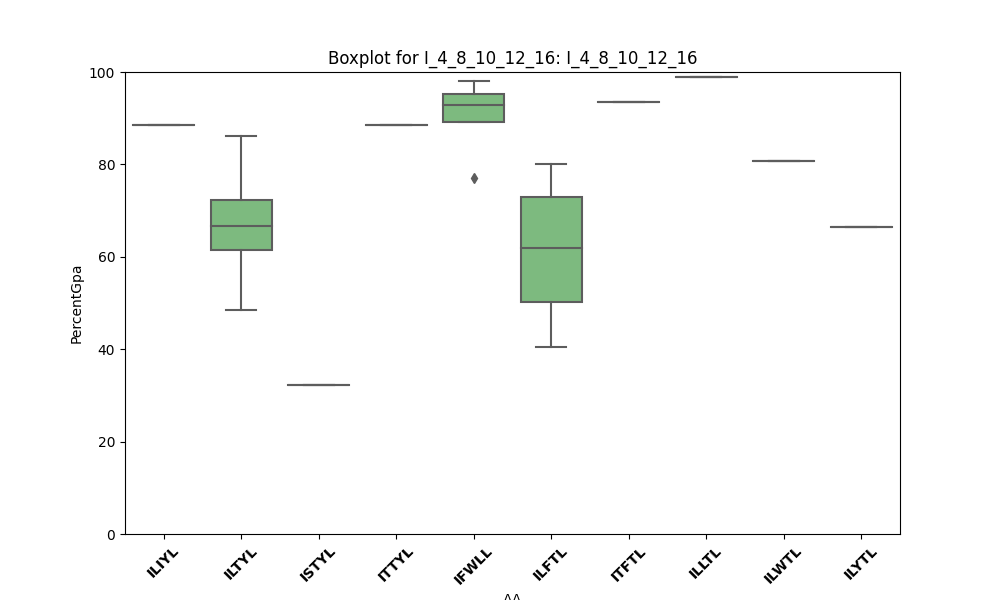 Boxplot for I_4_8_10_12_16: I_4_8_10_12_16
100
80
60
40
20
0
PercentGpa
ILIYL
ILTYL
ISTYL
ITTYL
IFWLL
ILFTL
ITFTL
ILLTL
ILWTL
ILYTL